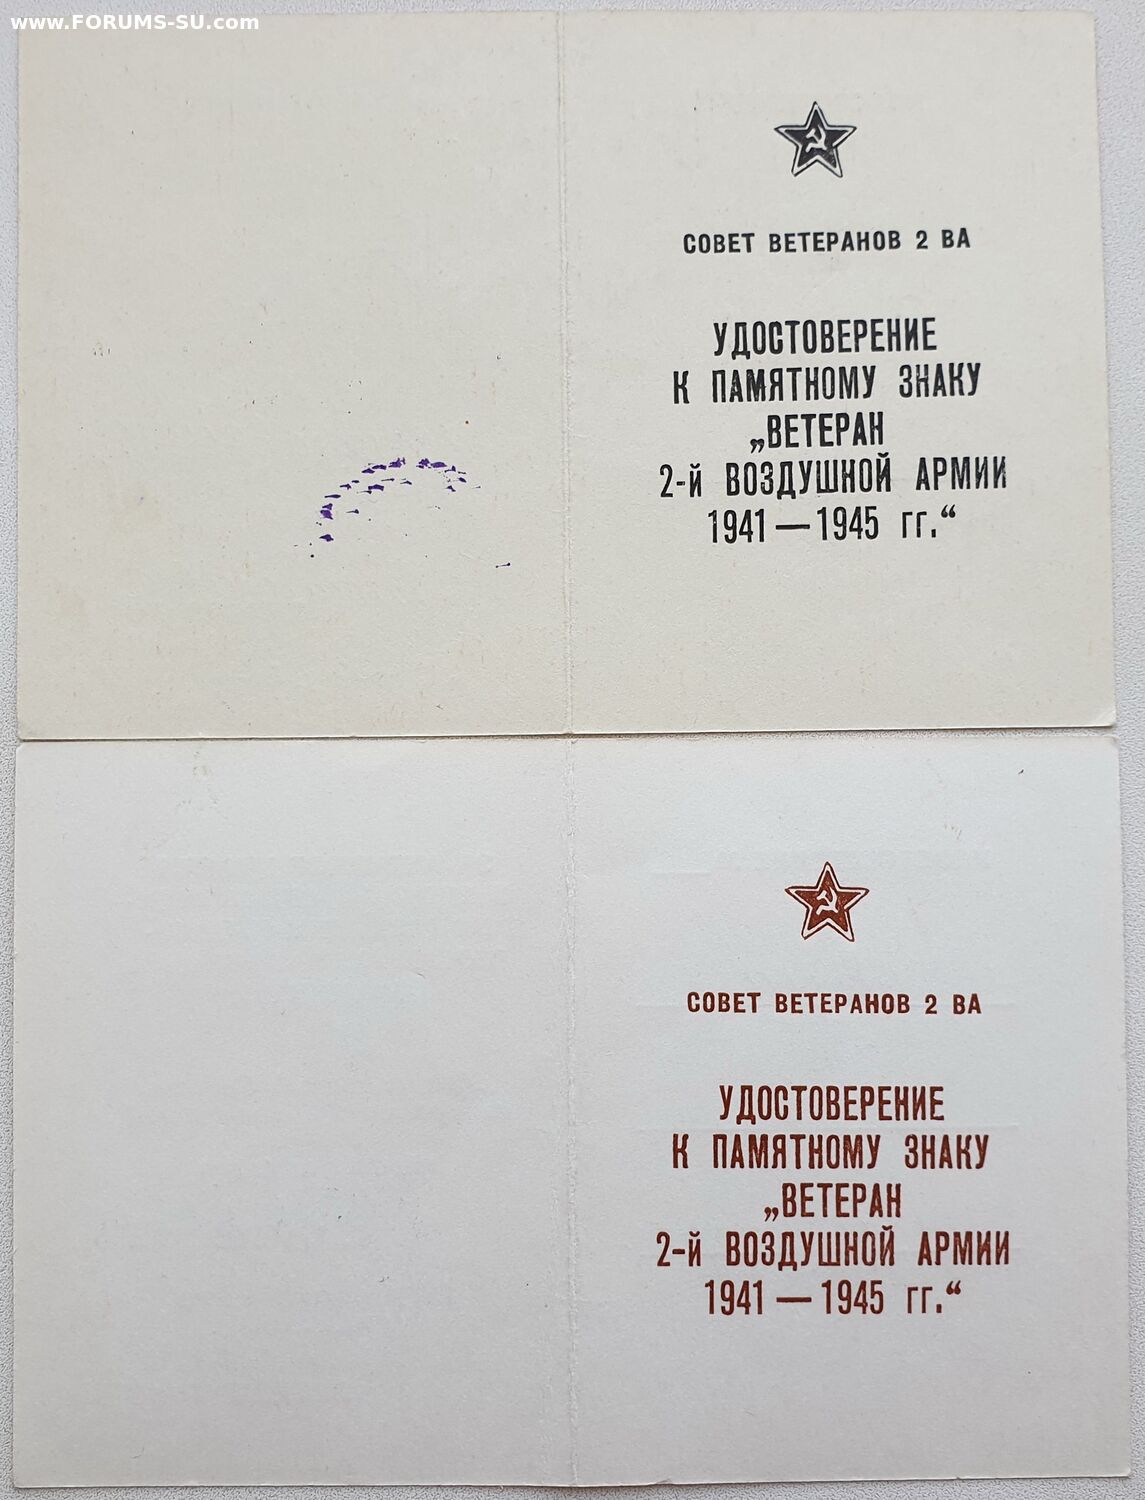 www.FORUMS-SU.com
СОВЕТ ВЕТЕРАНОВ 2 ВА
УДОСТОВЕРЕНИЕ
К ПАМЯТНОМУ ЗНАКУ
„ВЕТЕРАН
2-й ВОЗДУШНОЙ АРМИИ
1941 — 1945 гг.“
СОВЕТ ВЕТЕРАНОВ 2 ВА
УДОСТОВЕРЕНИЕ
К ПАМЯТНОМУ ЗНАКУ
„ВЕТЕРАН
2-й ВОЗДУШНОЙ АРМИИ
1941 — 1945 гг.“